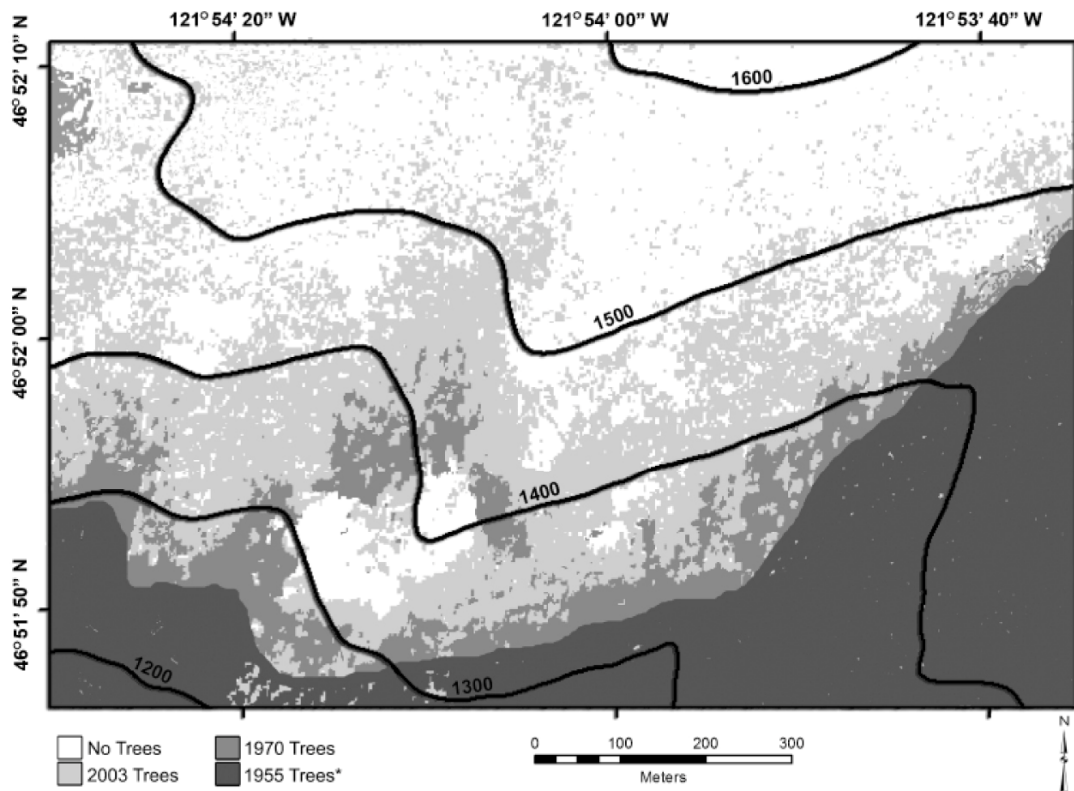 121° 54' 20" W 121° 54' 00" W 121° 53' 40" W
46° 52' 10" N
1600
46° 52' 00" N
1500
1400
46° 51' 50" N
1200
1300
No Trees 1970 Trees
2003 Trees 1955 Trees*
0 100 200 300
Meters
N